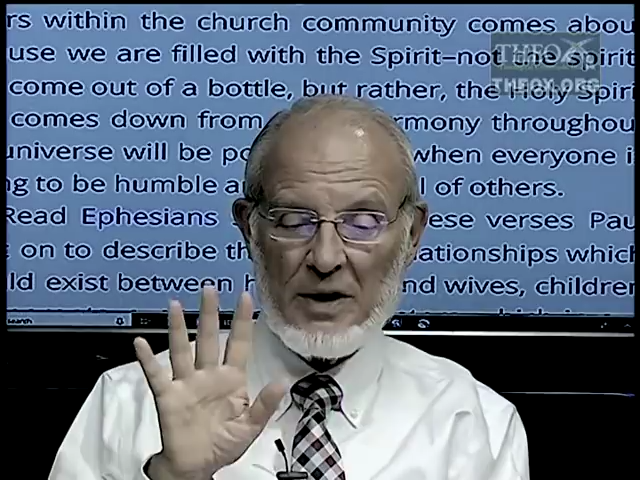 rs within the church community comes abou
use we are filled with the Spirit–not the spirit
come out of a bottle, but rather, the Holy Spiri
comes down from rmony throughou
universe will be po when everyone i
ng to be humble a l of others.
Read Ephesians ese verses Pau
on to describe th ationships which
ld exist between h nd wives, children
search
THEOX
THEOX.ORG